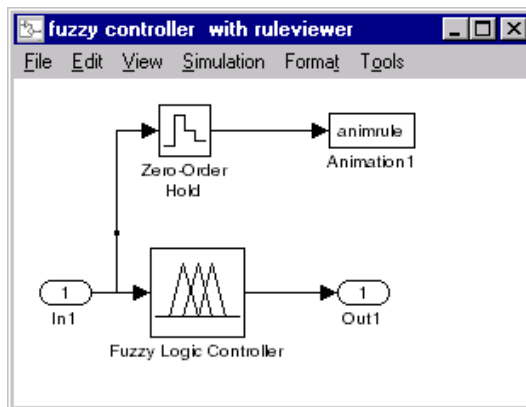 fuzzy controller with ruleviewer
File Edit View Simulation Format Tools
animrule
Zero-Order
Hold
Animation1
1
1
In1
Out1
Fuzzy Logic Controller